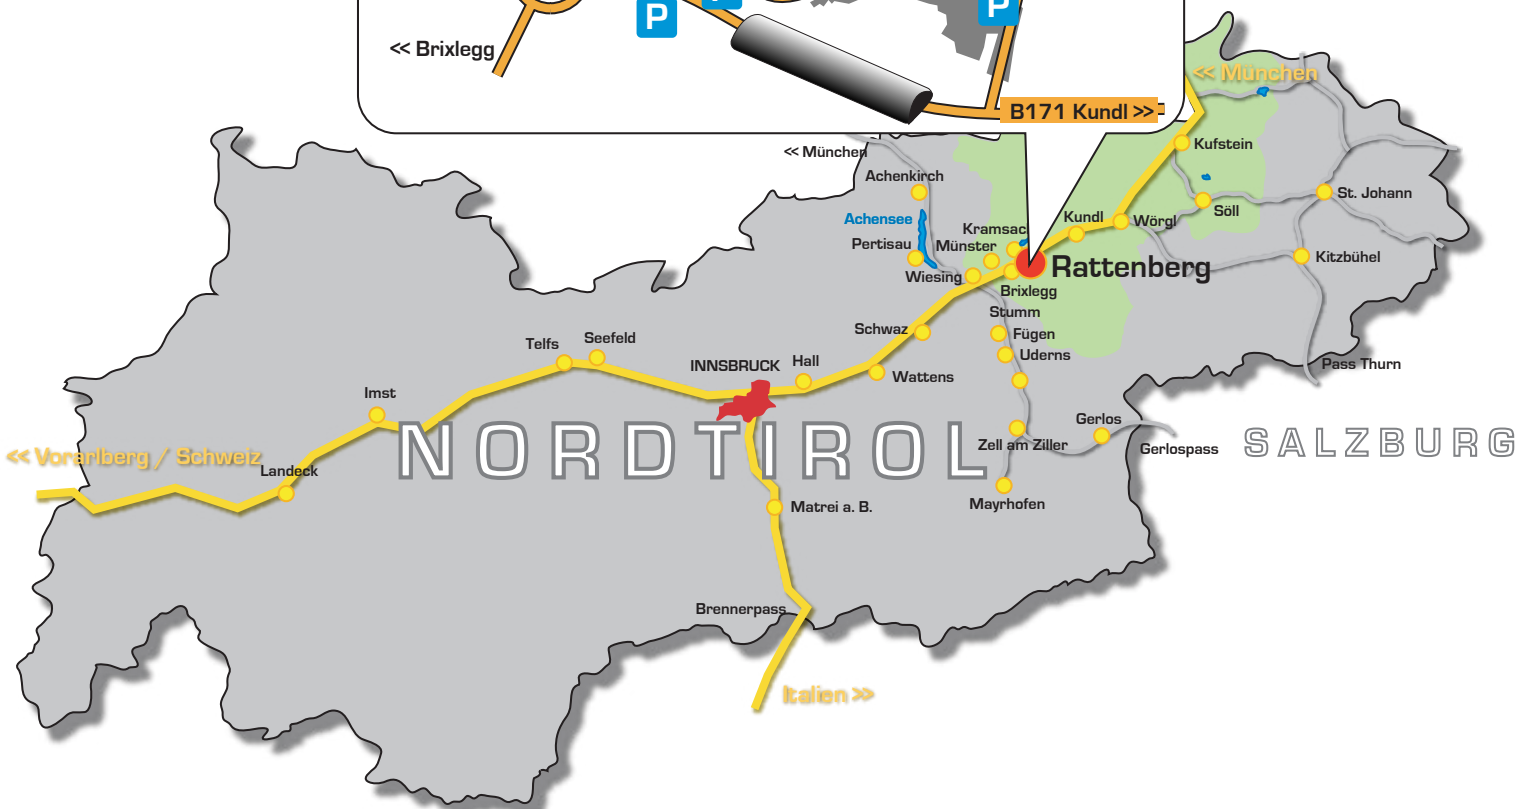 P
P
P
<< Brixlegg
B171 Kundl >>
<< München
<< München
Achenkirch
Kufstein
Achensee
St. Johann
Söll
Kundl
Wörgl
Kramsac
Pertisau
Münster
Kitzbühel
Rattenberg
Wiesing
Brixlegg
Stumm
Schwaz
Fügen
Telfs
Seefeld
Uderns
INNSBRUCK
Hall
Pass Thurn
Wattens
Imst
Gerlos
NORDTIROL
Zell am Ziller
Gerlospass
SALZBURG
<< Vorarlberg / Schweiz
Landeck
Mayrhofen
Matrei a. B.
Brennerpass
Italien >>